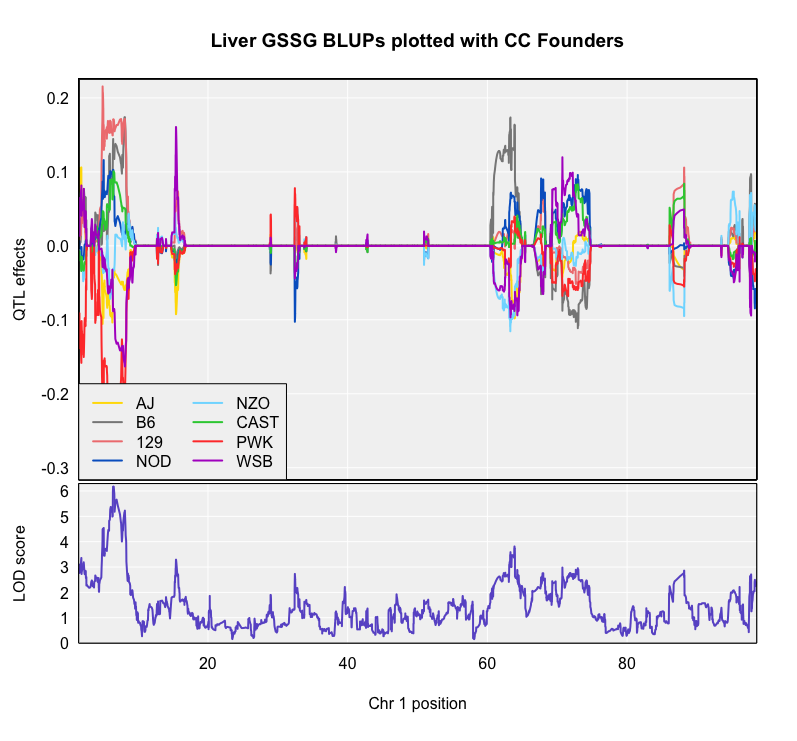 Liver GSSG BLUPs plotted with CC Founders
QTL effects
0.2
0.1
0.0
-0.1
-0.2
-0.3
AJ NZO
B6 CAST
129 PWK
NOD WSB
LOD score
6
5
4
3
2
1
0
20 40 60 80
Chr 1 position